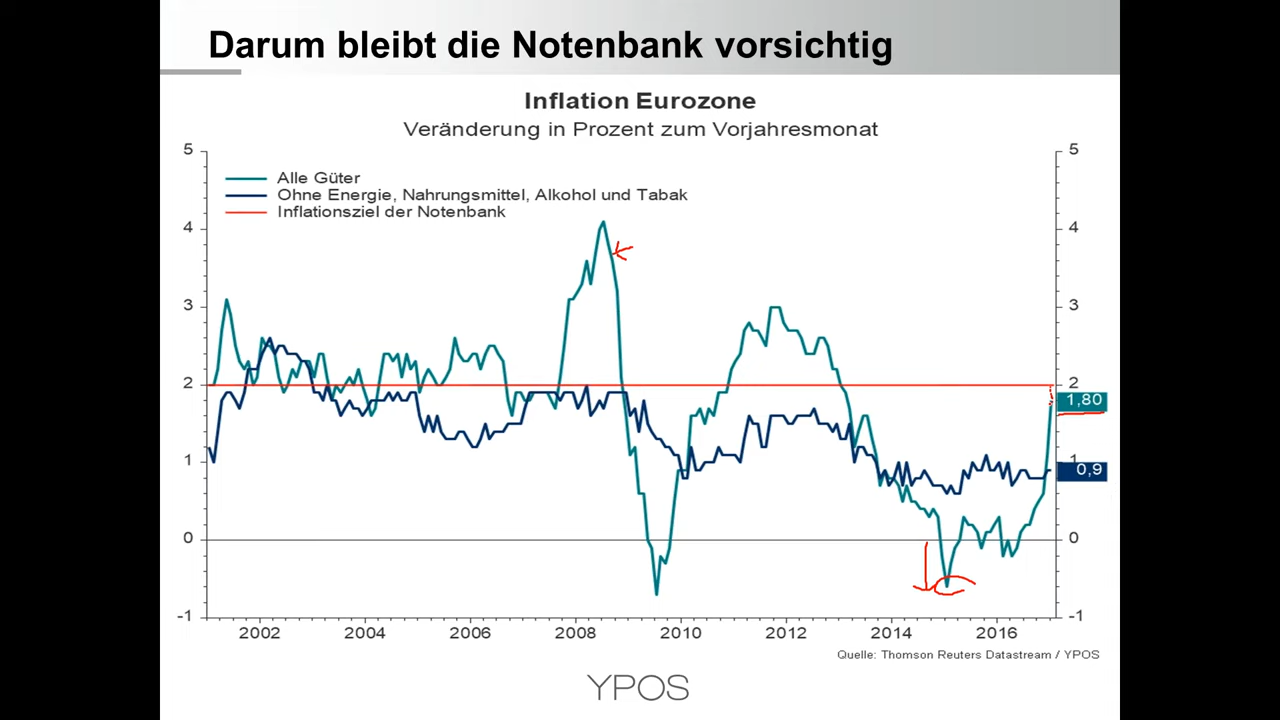 Darum bleibt die Notenbank vorsichtig
Inflation Eurozone
Veränderung in Prozent zum Vorjahresmonat
5
5
Alle Güter
Ohne Energie, Nahrungsmittel, Alkohol und Tabak
Inflationsziel der Notenbank
4
4
3
3
2
2
1,80
1
1
0,9
0
0
-1
-1
2002 2004 2006 2008 2010 2012 2014 2016
Quelle: Thomson Reuters Datastream / YPOS
YPOS